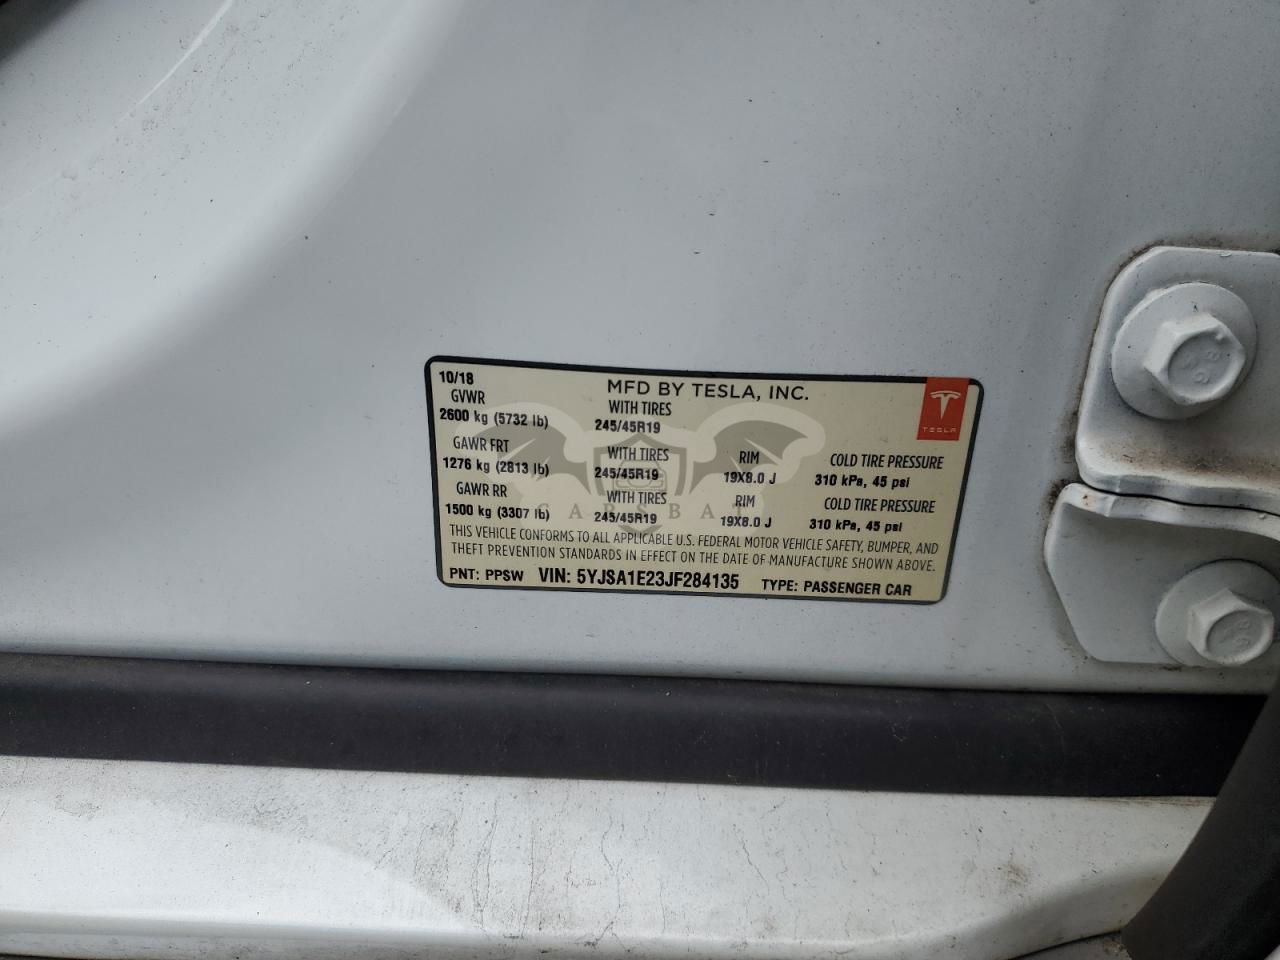 10/18 MFD BY TESLA, INC.
GVWR WITH TIRES
2600 kg (5732 lb) 245/45R19
TESLA
GAWR FRT WITH TIRES RIM COLD TIRE PRESSURE
1276 kg (2813 lb) 245/45R19 19X8.0 J 310 kPa, 45 psi
GAWR RR WITH TIRES RIM COLD TIRE PRESSURE
1500 kg (3307 lb) 245/45R19 19X8.0 J 310 kPa, 45 psi
CARSBAT
THIS VEHICLE CONFORMS TO ALL APPLICABLE U.S. FEDERAL MOTOR VEHICLE SAFETY, BUMPER, AND
THEFT PREVENTION STANDARDS IN EFFECT ON THE DATE OF MANUFACTURE SHOWN ABOVE.
PNT: PPSW VIN: 5YJSA1E23JF284135 TYPE: PASSENGER CAR